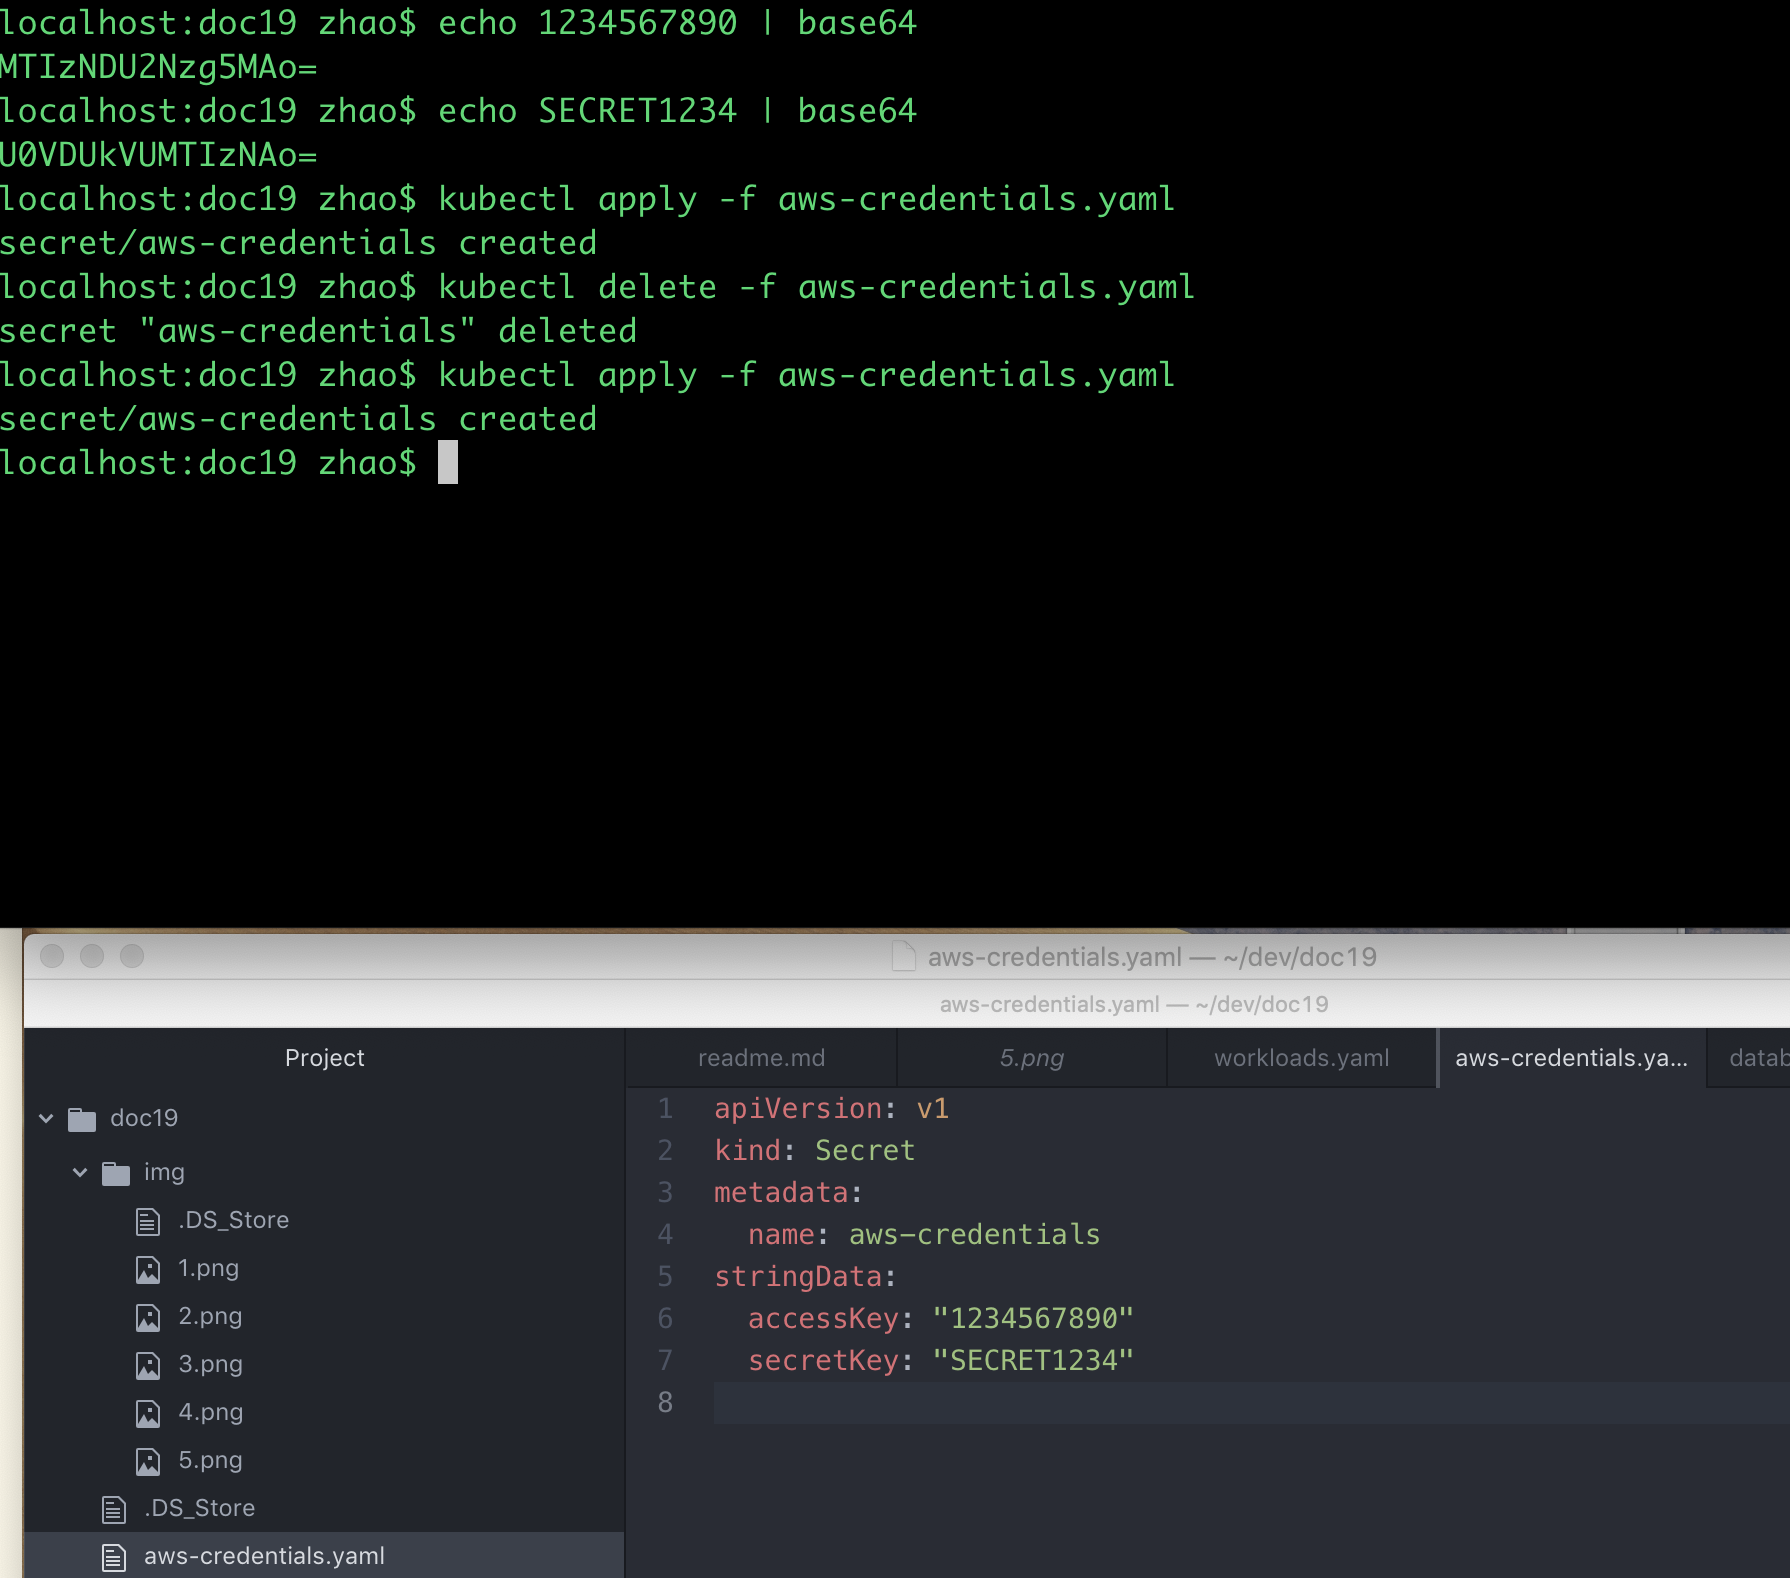 localhost:doc19 zhao$ echo 1234567890 | base64
MTIzNDU2Nzg5MAo=
localhost:doc19 zhao$ echo SECRET1234 | base64
U0VDUkVUMTIzNAo=
localhost:doc19 zhao$ kubectl apply -f aws-credentials.yaml
secret/aws-credentials created
localhost:doc19 zhao$ kubectl delete -f aws-credentials.yaml
secret "aws-credentials" deleted
localhost:doc19 zhao$ kubectl apply -f aws-credentials.yaml
secret/aws-credentials created
localhost:doc19 zhao$
aws-credentials.yaml — ~/dev/doc19
aws-credentials.yaml — ~/dev/doc19
Project
doc19
img
.DS_Store
1.png
2.png
3.png
4.png
5.png
.DS_Store
aws-credentials.yaml
readme.md 5.png workloads.yaml aws-credentials.ya... datab
1 apiVersion: v1
2 kind: Secret
3 metadata:
4   name: aws-credentials
5 stringData:
6   accessKey: "1234567890"
7   secretKey: "SECRET1234"
8